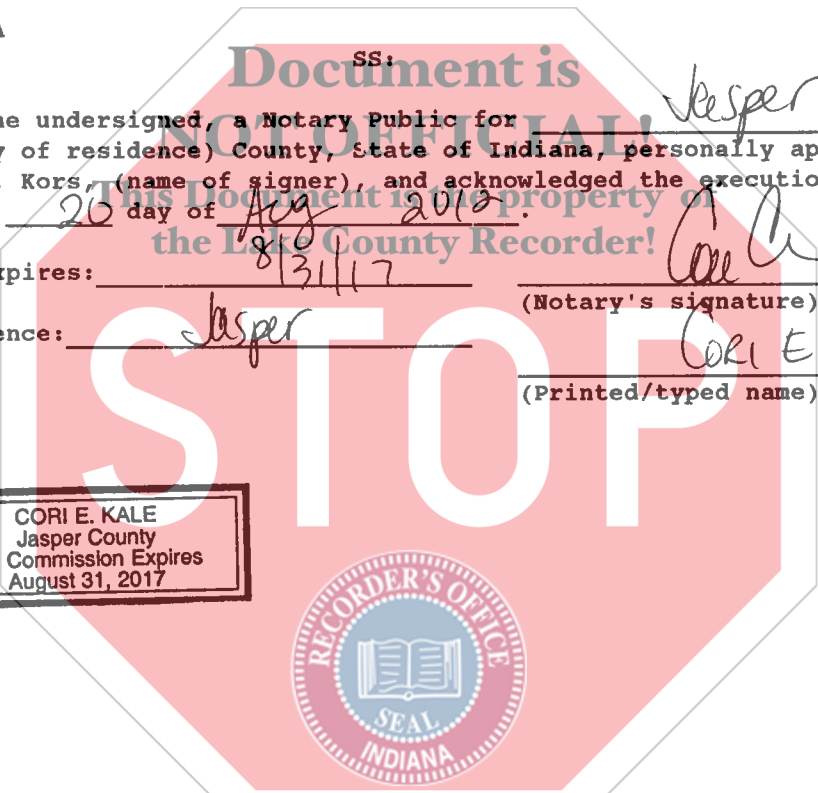 A
SS:
Document is
NOT OFFICIAL!
This Document is the property of
the Lake County Recorder!
he undersigned, a Notary Public for Jasper
y of residence) County, State of Indiana, personally ap
. Kors, (name of signer), and acknowledged the executio
20 day of Aug 2012.
xpires: 8/31/17
(Notary's signature)
ence: Jasper
CORI E
(Printed/typed name)
STOP
CORI E. KALE
Jasper County
Commission Expires
August 31, 2017
RECORDER'S OFFICE
SEAL
INDIANA